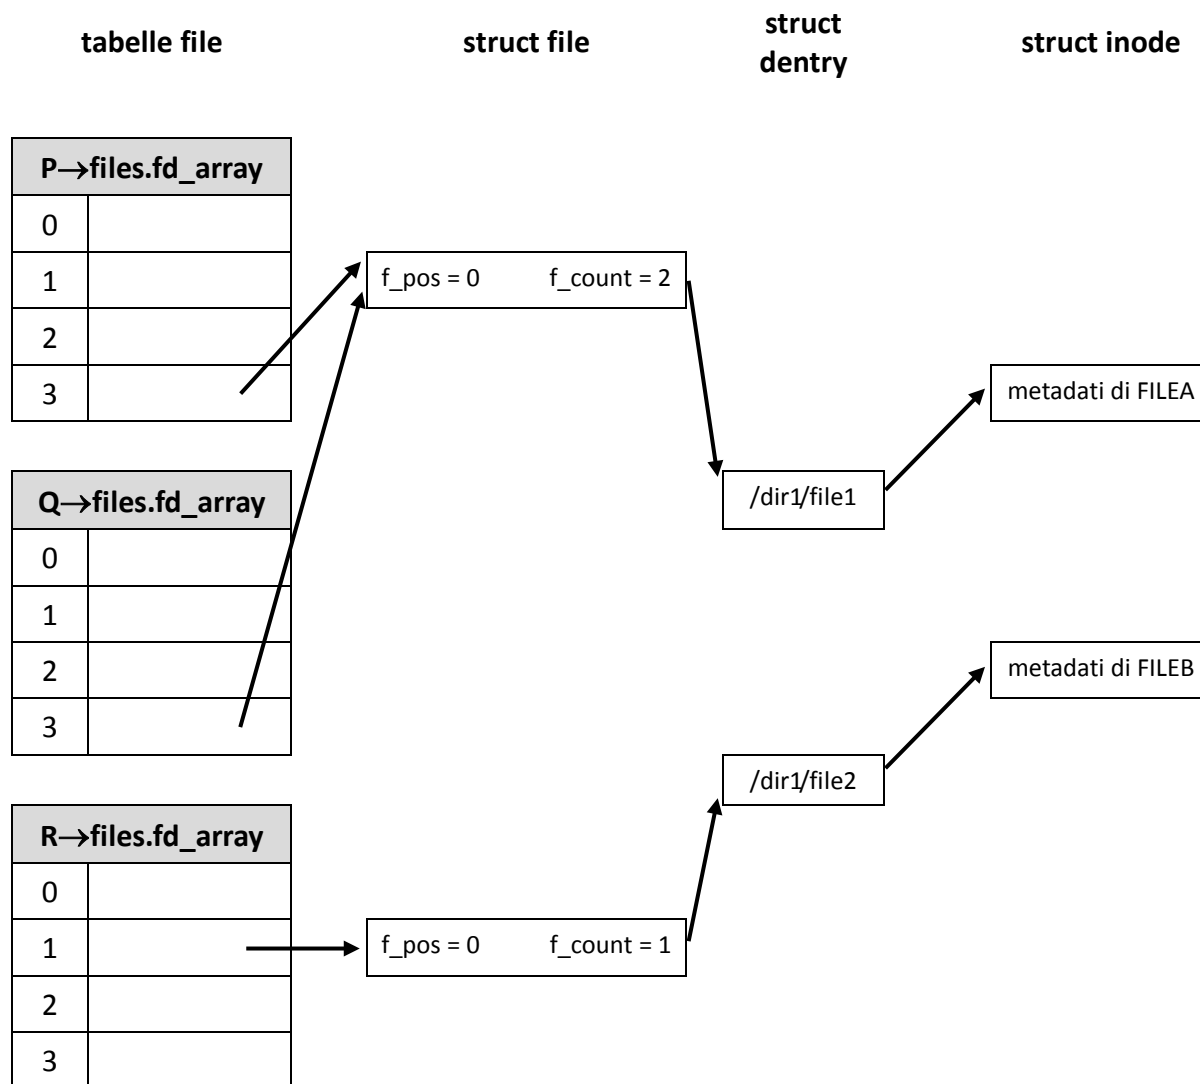 tabelle file
struct file
struct
dentry
struct inode
P→files.fd_array
0
1
2
3
f_pos = 0 f_count = 2
metadati di FILEA
/dir1/file1
Q→files.fd_array
0
1
2
3
metadati di FILEB
/dir1/file2
R→files.fd_array
0
1
2
3
f_pos = 0 f_count = 1